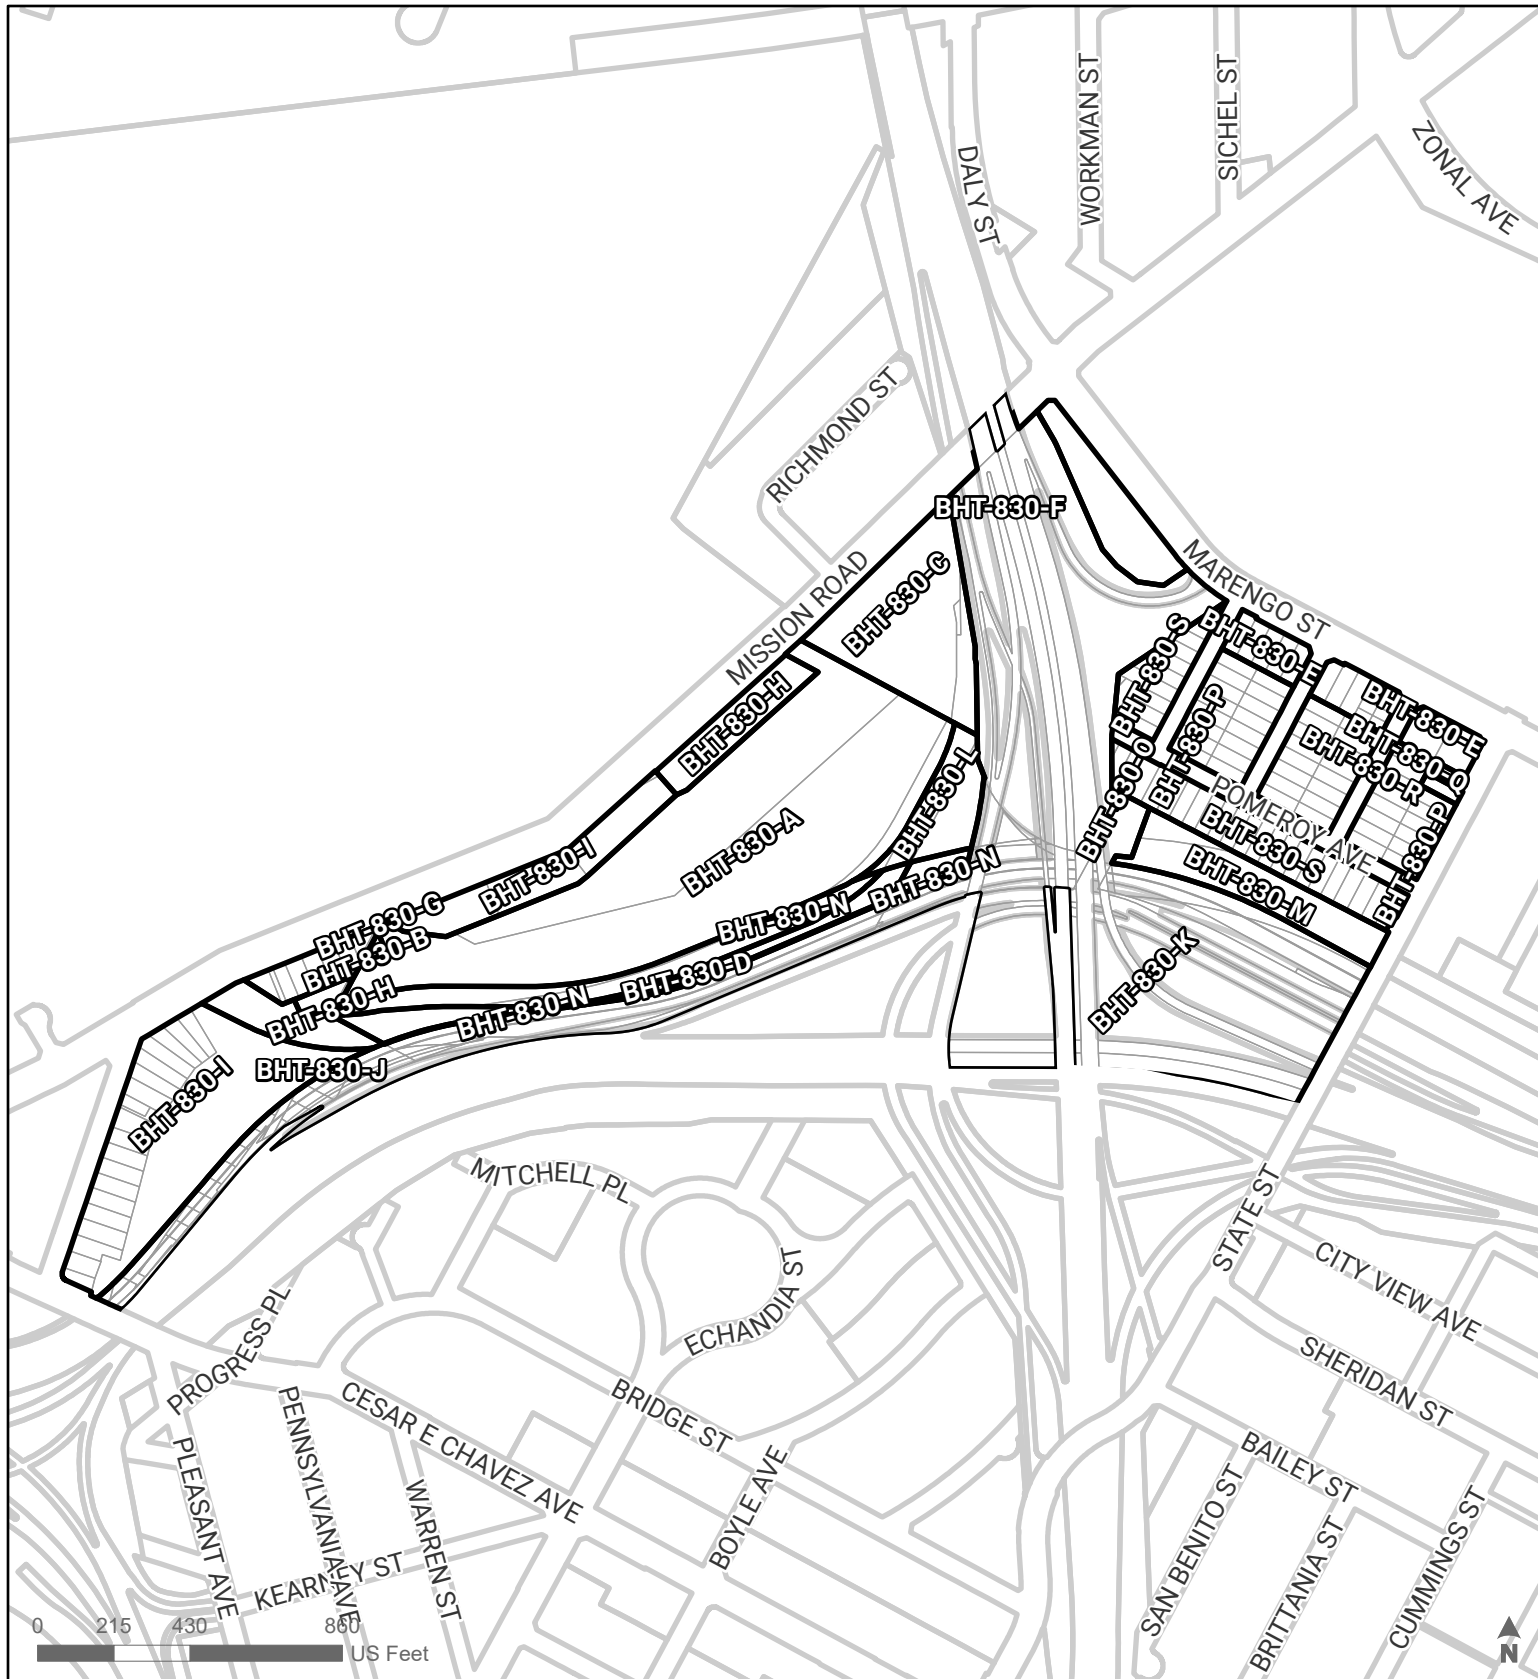 WORKMAN ST
SICHEL ST
ZONAL AVE
DALY ST
RICHMOND ST
BHT-830-F
MARENGO ST
MISSION ROAD
BHT-830-C
BHT-830-S
BHT-830-E
BHT-830-H
BHT-830-P
BHT-830-E
BHT-830-Q
BHT-830-R
BHT-830-L
BHT-830-O
POMEROY AVE
BHT-830-A
BHT-830-S
BHT-830-P
BHT-830-I
BHT-830-N
BHT-830-M
BHT-830-G
BHT-830-N
BHT-830-B
BHT-830-D
BHT-830-K
BHT-830-H
BHT-830-N
BHT-830-J
BHT-830-I
MITCHELL PL
STATE ST
ECHANDIA ST
CITY VIEW AVE
PROGRESS PL
SHERIDAN ST
BRIDGE ST
CESAR E CHAVEZ AVE
PENNSYLVANIA AVE
PLEASANT AVE
WARREN ST
BOYLE AVE
BAILEY ST
SAN BENITO ST
BRITTANIA ST
CUMMINGS ST
KEARNEY ST
0 215 430 860
US Feet
N